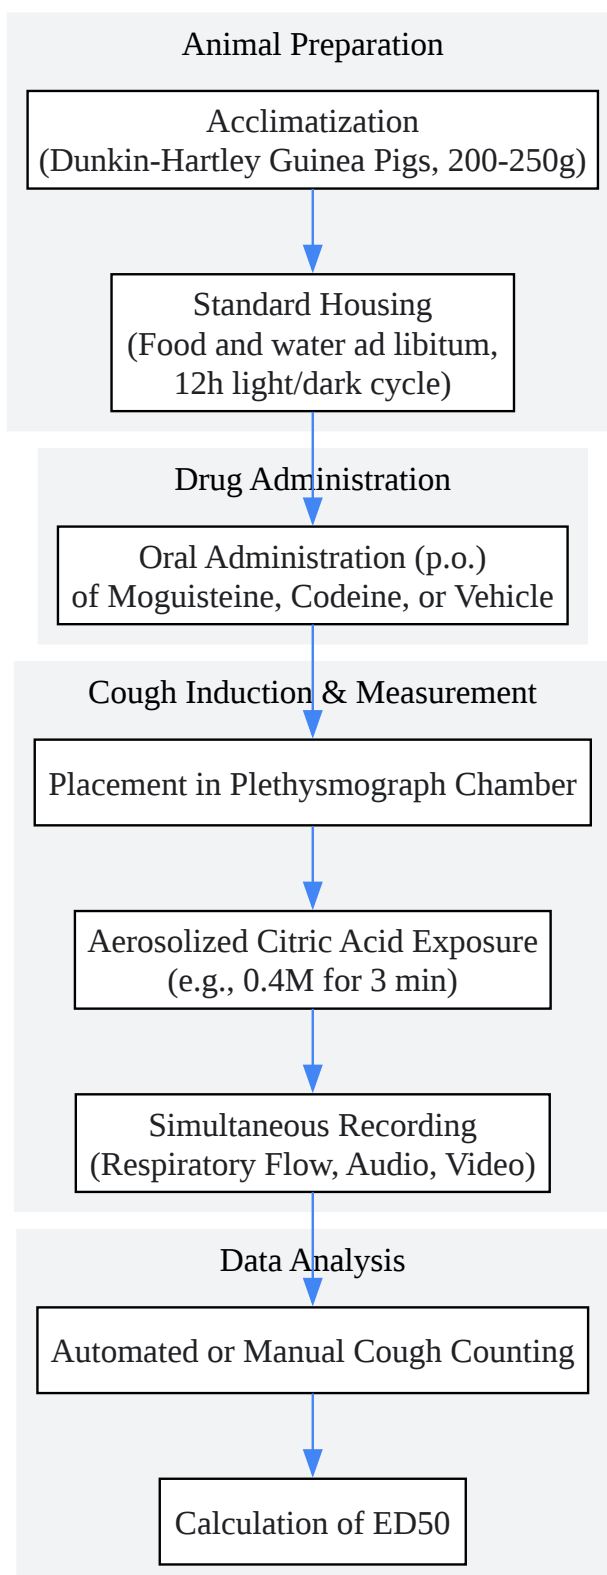 Animal Preparation
Acclimatization
(Dunkin-Hartley Guinea Pigs, 200-250g)
Standard Housing
(Food and water ad libitum,
12h light/dark cycle)
Drug Administration
Oral Administration (p.o.)
of Moguisteine, Codeine, or Vehicle
Cough Induction & Measurement
Placement in Plethysmograph Chamber
Aerosolized Citric Acid Exposure
(e.g., 0.4M for 3 min)
Simultaneous Recording
(Respiratory Flow, Audio, Video)
Data Analysis
Automated or Manual Cough Counting
Calculation of ED50